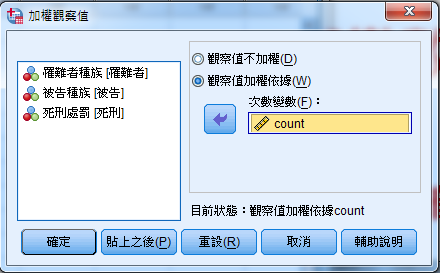 加權觀察值
罹難者種族 [罹難者]
被告種族 [被告]
死刑處罰 [死刑]
觀察值不加權(D)
觀察值加權依據(W)
次數變數(F)：
count
目前狀態：觀察值加權依據count
確定
貼上之後(P)
重設(R)
取消
輔助說明